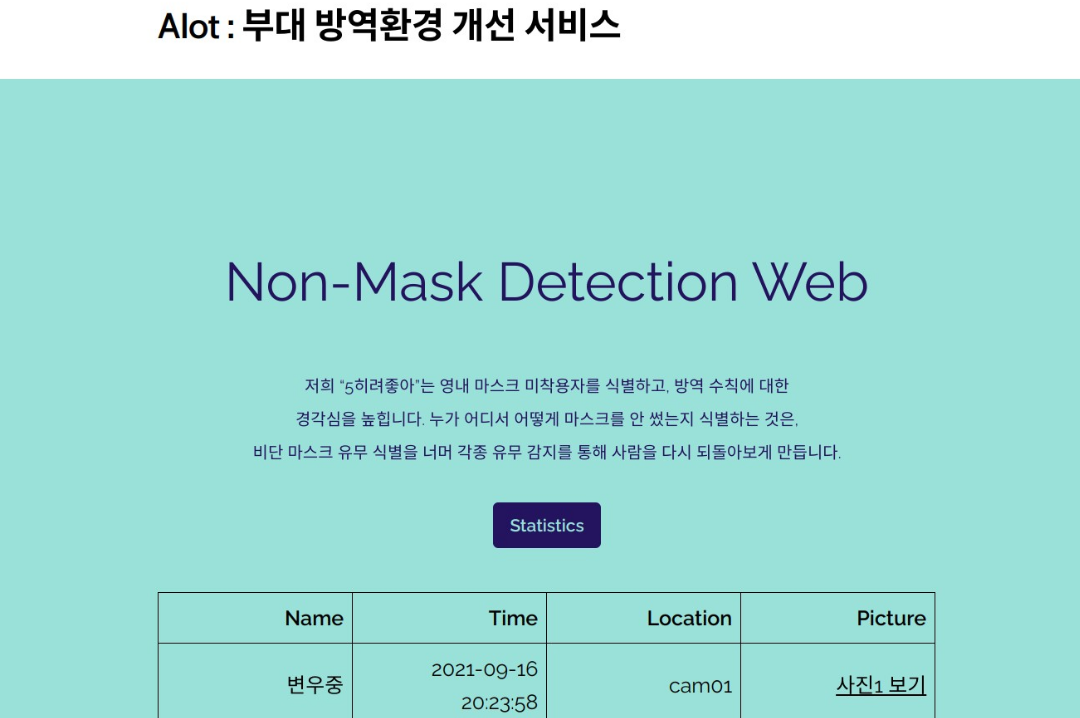 AIot : 부대 방역환경 개선 서비스
Non-Mask Detection Web
저희 “5히려좋아”는 영내 마스크 미착용자를 식별하고, 방역 수칙에 대한
경각심을 높힙니다. 누가 어디서 어떻게 마스크를 안 썼는지 식별하는 것은,
비단 마스크 유무 식별을 너머 각종 유무 감지를 통해 사람을 다시 되돌아보게 만듭니다.
Statistics
Name Time Location Picture
변우중 2021-09-16 20:23:58 cam01 사진1 보기